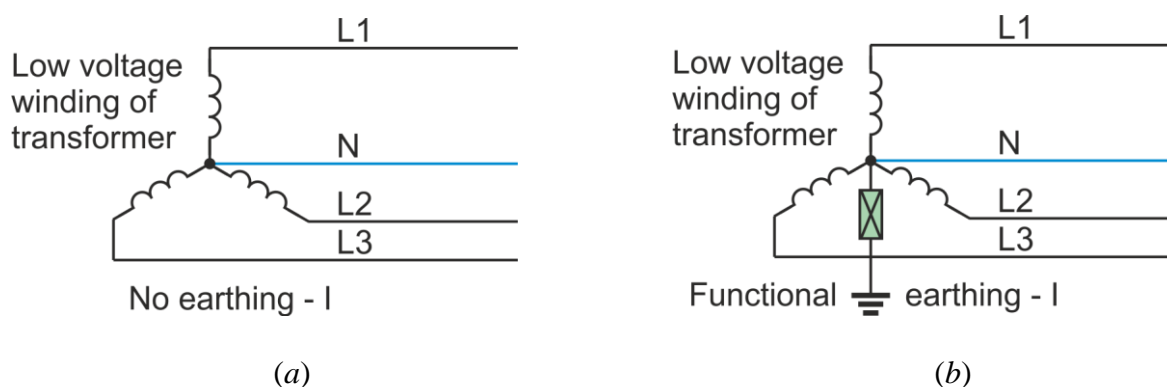 L1
Low voltage
winding of
transformer
N
L2
L3
No earthing - I
(a)
L1
Low voltage
winding of
transformer
N
L2
L3
Functional earthing - I
(b)